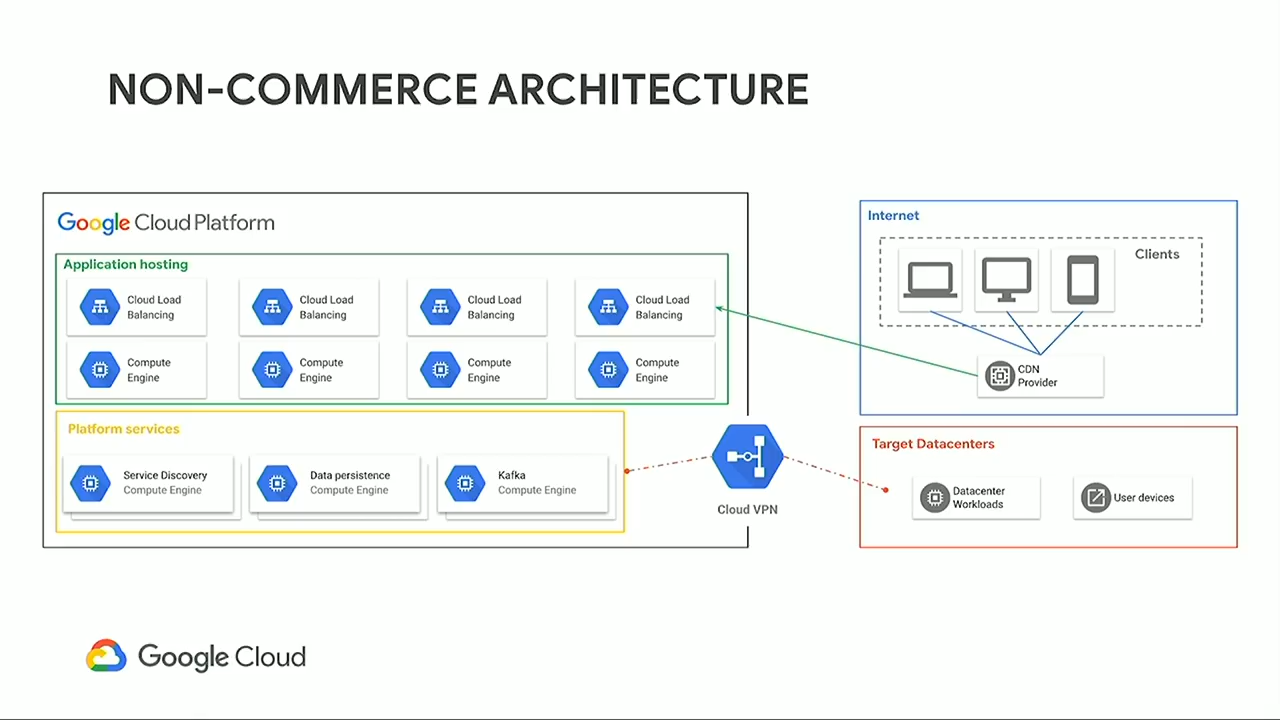 NON-COMMERCE ARCHITECTURE
Google Cloud Platform
Application hosting
Cloud Load
Balancing
Cloud Load
Balancing
Cloud Load
Balancing
Cloud Load
Balancing
Compute
Engine
Compute
Engine
Compute
Engine
Compute
Engine
Platform services
Service Discovery
Compute Engine
Data persistence
Compute Engine
Kafka
Compute Engine
Cloud VPN
Internet
Clients
CDN
Provider
Target Datacenters
Datacenter
Workloads
User devices
Google Cloud